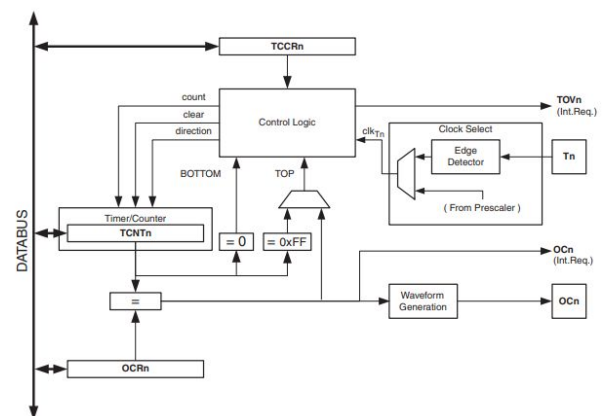 TCCRn
count
clear
direction
Control Logic
TOVn
(Int.Req.)
clkTn
Clock Select
Edge
Detector
Tn
( From Prescaler )
BOTTOM
TOP
Timer/Counter
TCNTn
= 0
= 0xFF
OCn
(Int.Req.)
=
Waveform
Generation
OCn
OCRn
DATABUS